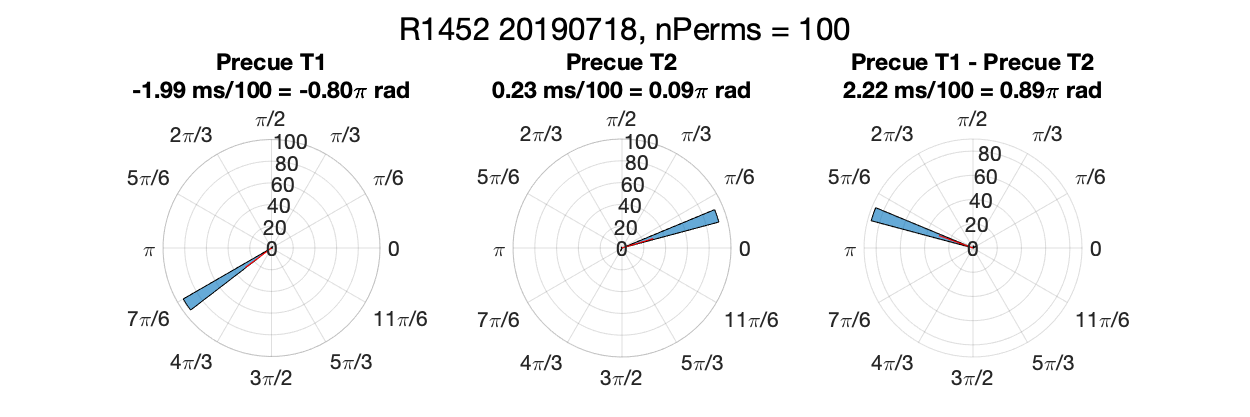 R1452 20190718, nPerms = 100
Precue T1
-1.99 ms/100 = -0.80π rad
π/2
2π/3
π/3
5π/6
π/6
π
0
7π/6
11π/6
4π/3
5π/3
3π/2
100
80
60
40
20
0
Precue T2
0.23 ms/100 = 0.09π rad
π/2
2π/3
π/3
5π/6
π/6
π
0
7π/6
11π/6
4π/3
5π/3
3π/2
100
80
60
40
20
0
Precue T1 - Precue T2
2.22 ms/100 = 0.89π rad
π/2
2π/3
π/3
5π/6
π/6
π
0
7π/6
11π/6
4π/3
5π/3
3π/2
80
60
40
20
0